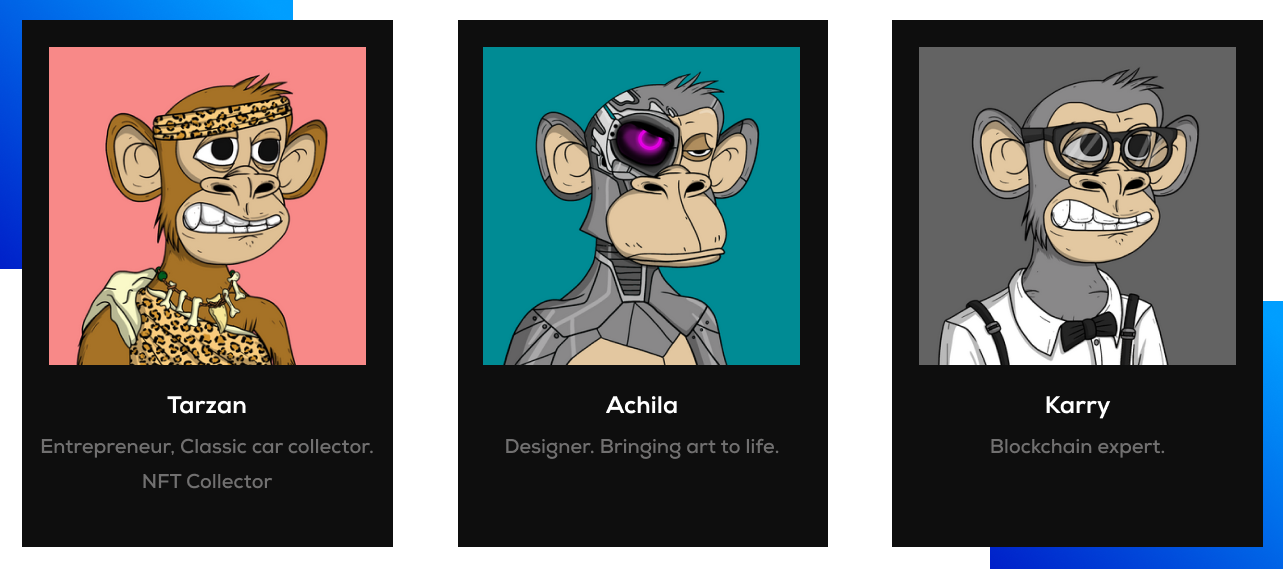 Tarzan
Entrepreneur, Classic car collector.
NFT Collector
Achila
Designer. Bringing art to life.
Karry
Blockchain expert.